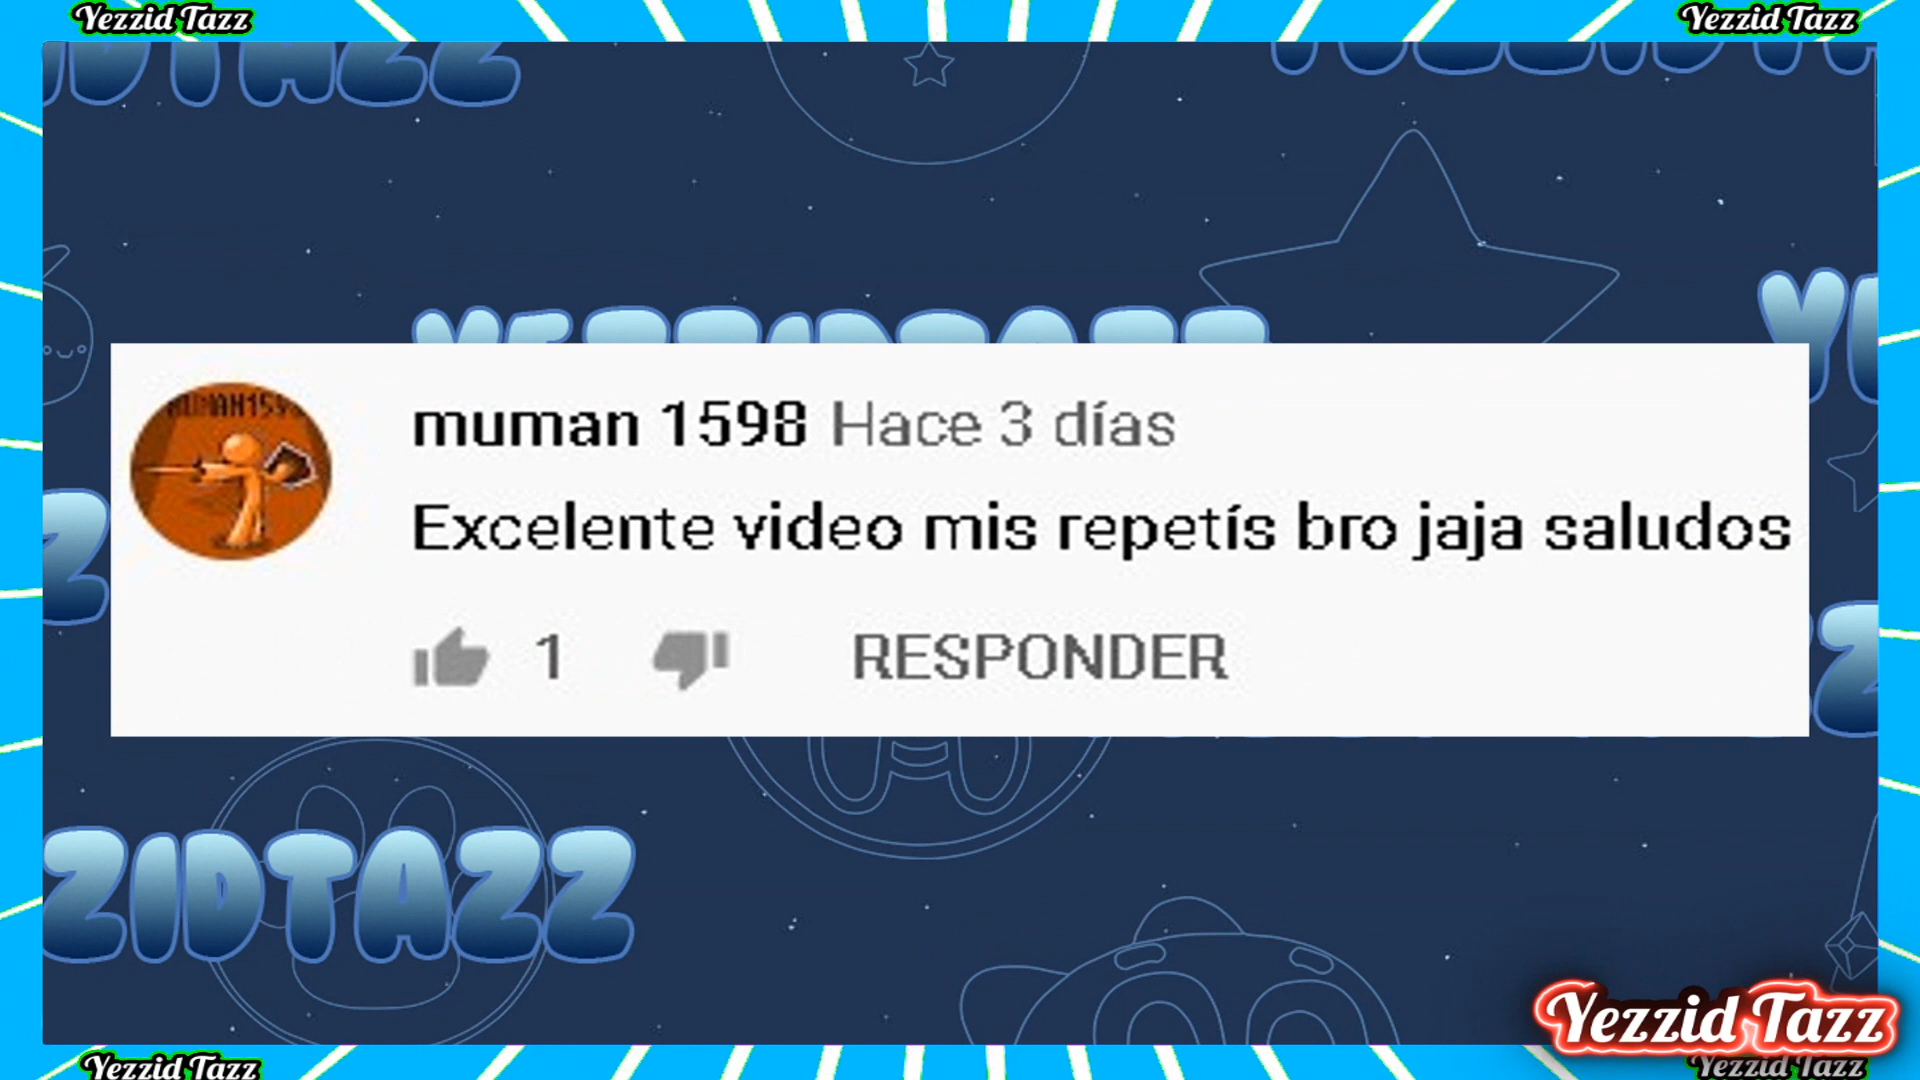 Yezzid Tazz
Yezzid Tazz
YEZZIDTAZZ
muman 1598 Hace 3 días
Excelente video mis repetís bro jaja saludos
1
RESPONDER
ZIDTAZZ
Yezzid Tazz
Yezzid Tazz
Yezzid Tazz